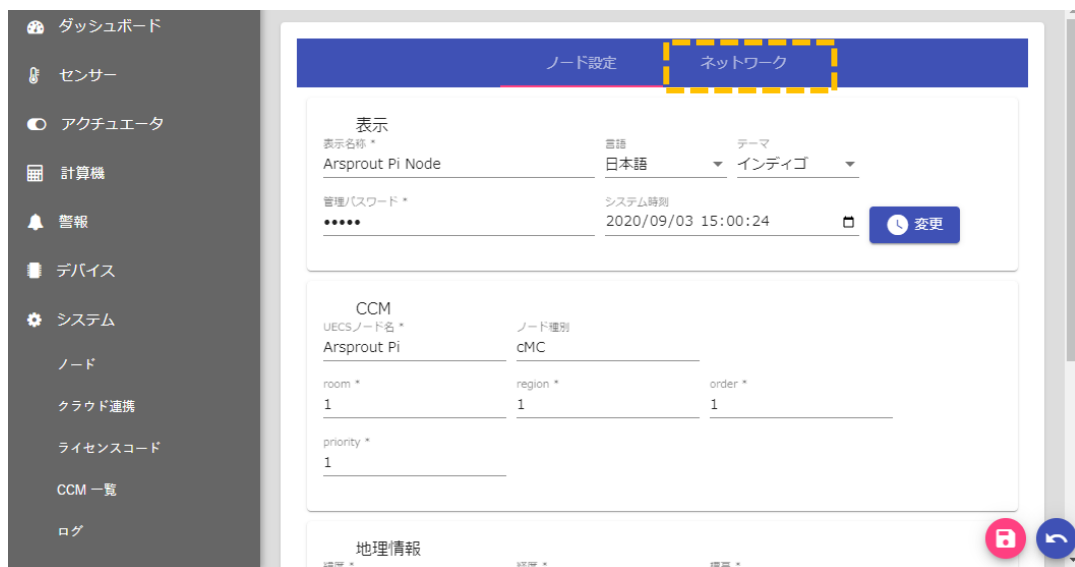 ダッシュボード
センサー
アクチュエータ
計算機
警報
デバイス
システム
ノード
クラウド連携
ライセンスコード
CCM 一覧
ログ
ノード設定 ネットワーク
表示
表示名称 * 言語 テーマ
Arsprout Pi Node 日本語 インディゴ
管理パスワード * システム時刻
••••• 2020/09/03 15:00:24 変更
CCM
UECSノード名 * ノード種別
Arsprout Pi cMC
room * region * order *
1 1 1
priority *
1
地理情報